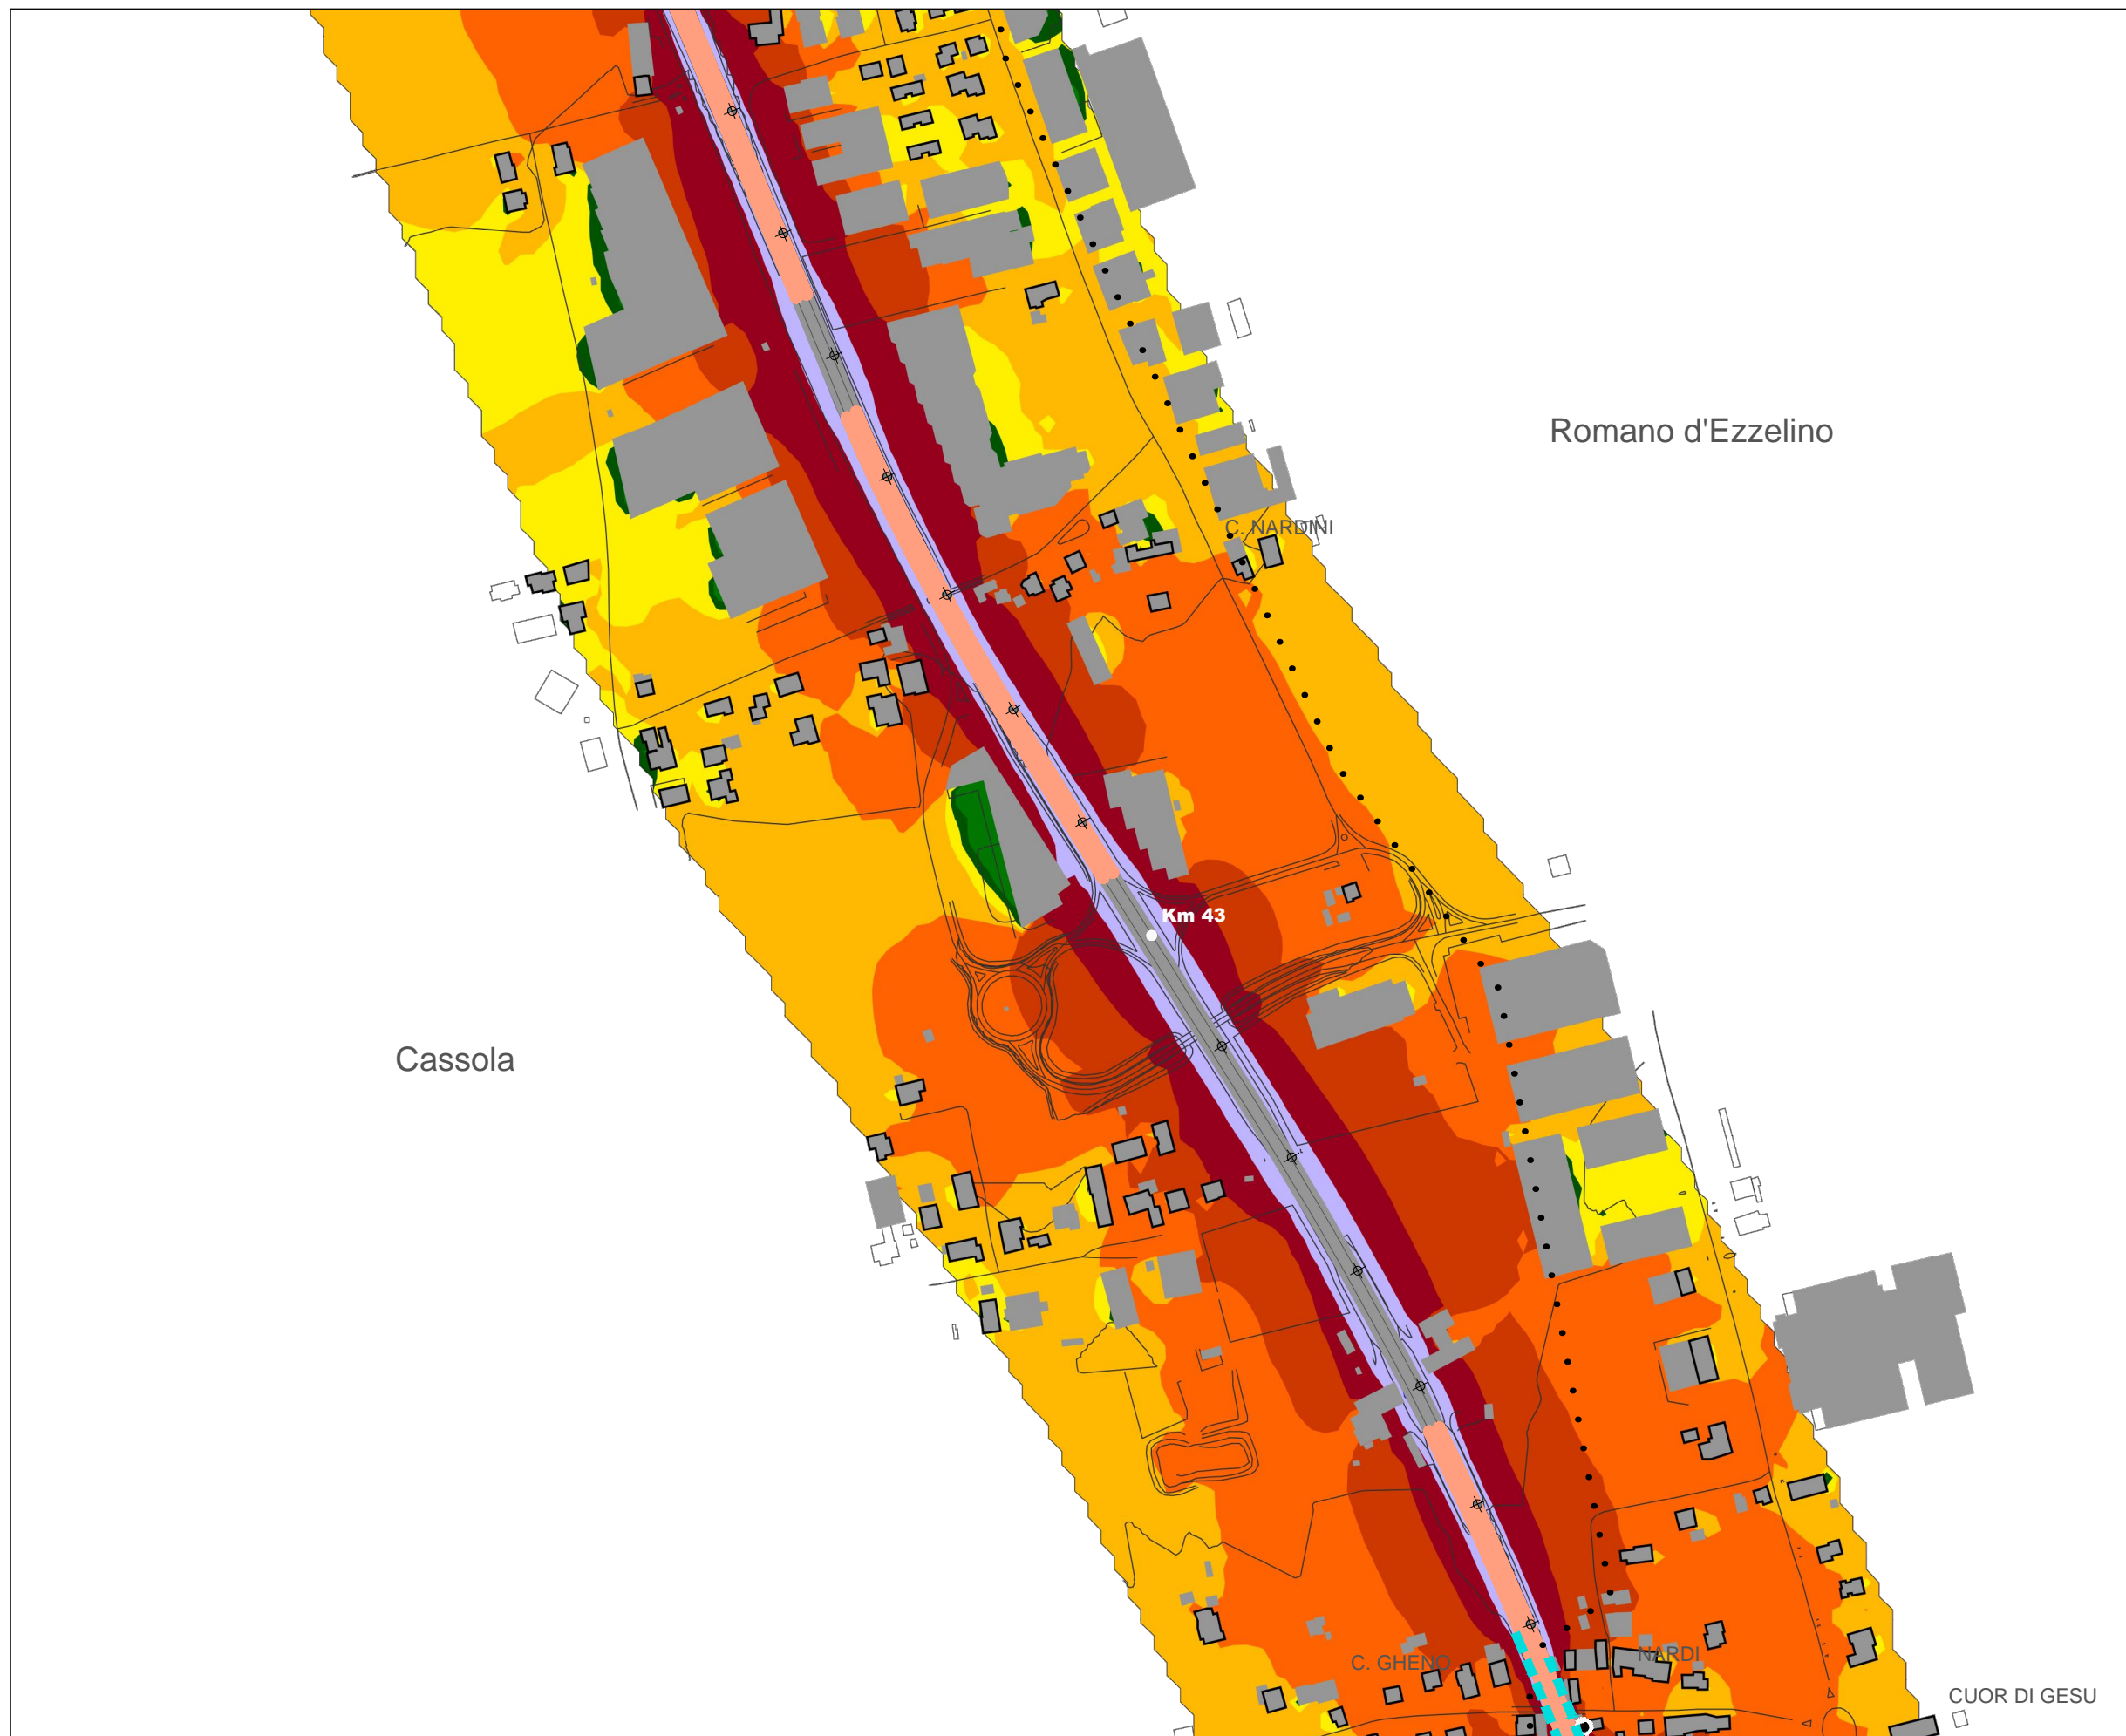 Romano d'Ezzelino
C. NARDINI
Km 43
Cassola
C. GHENO
NARDI
CUOR DI GESU